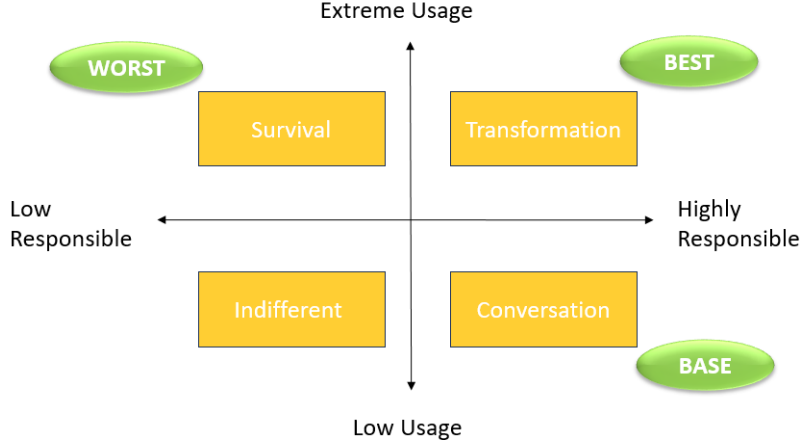 Extreme Usage
WORST
BEST
Survival
Transformation
Low
Responsible
Highly
Responsible
Indifferent
Conversation
BASE
Low Usage